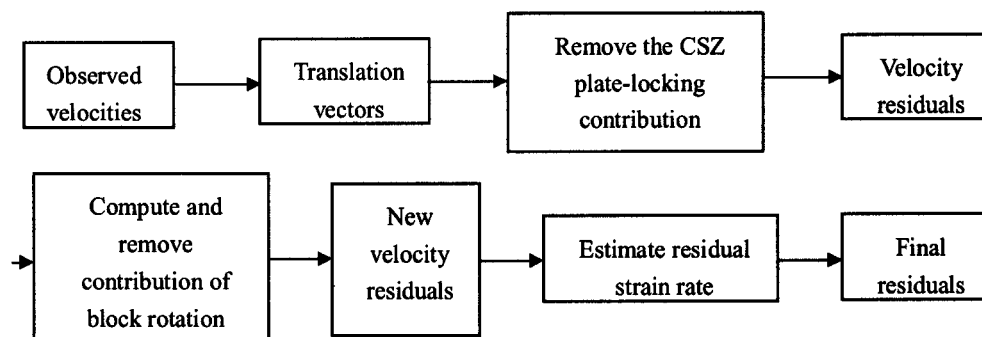 Observed
velocities
Translation
vectors
Remove the CSZ
plate-locking
contribution
Velocity
residuals
Compute and
remove
contribution of
block rotation
New
velocity
residuals
Estimate residual
strain rate
Final
residuals